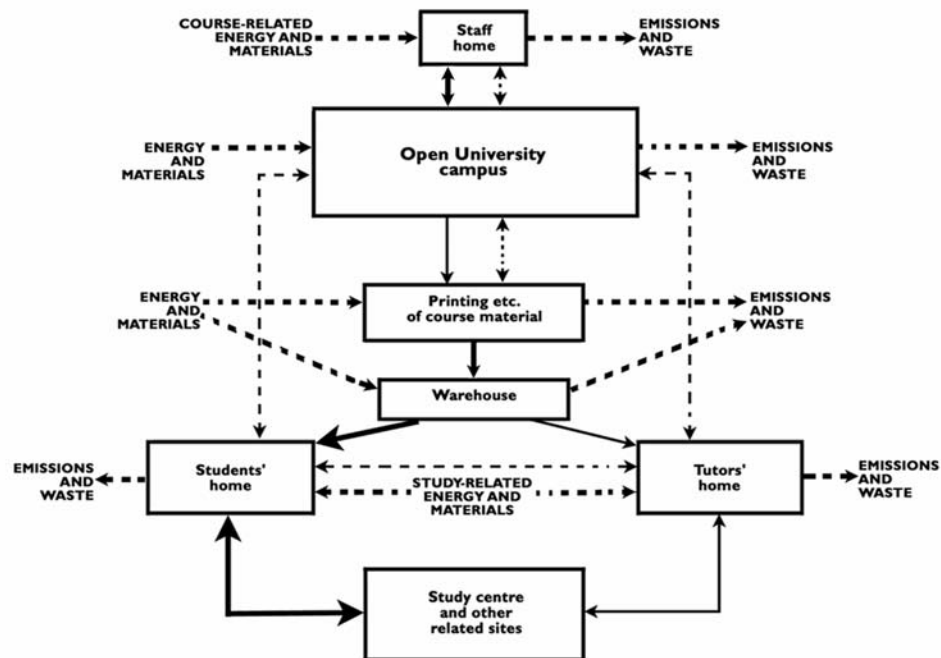 COURSE-RELATED
ENERGY AND
MATERIALS
Staff
home
EMISSIONS
AND
WASTE
ENERGY
AND
MATERIALS
Open University
campus
EMISSIONS
AND
WASTE
ENERGY
AND
MATERIALS
Printing etc.
of course material
EMISSIONS
AND
WASTE
Warehouse
EMISSIONS
AND
WASTE
Students'
home
STUDY-RELATED
ENERGY AND
MATERIALS
Tutors'
home
EMISSIONS
AND
WASTE
Study centre
and other
related sites